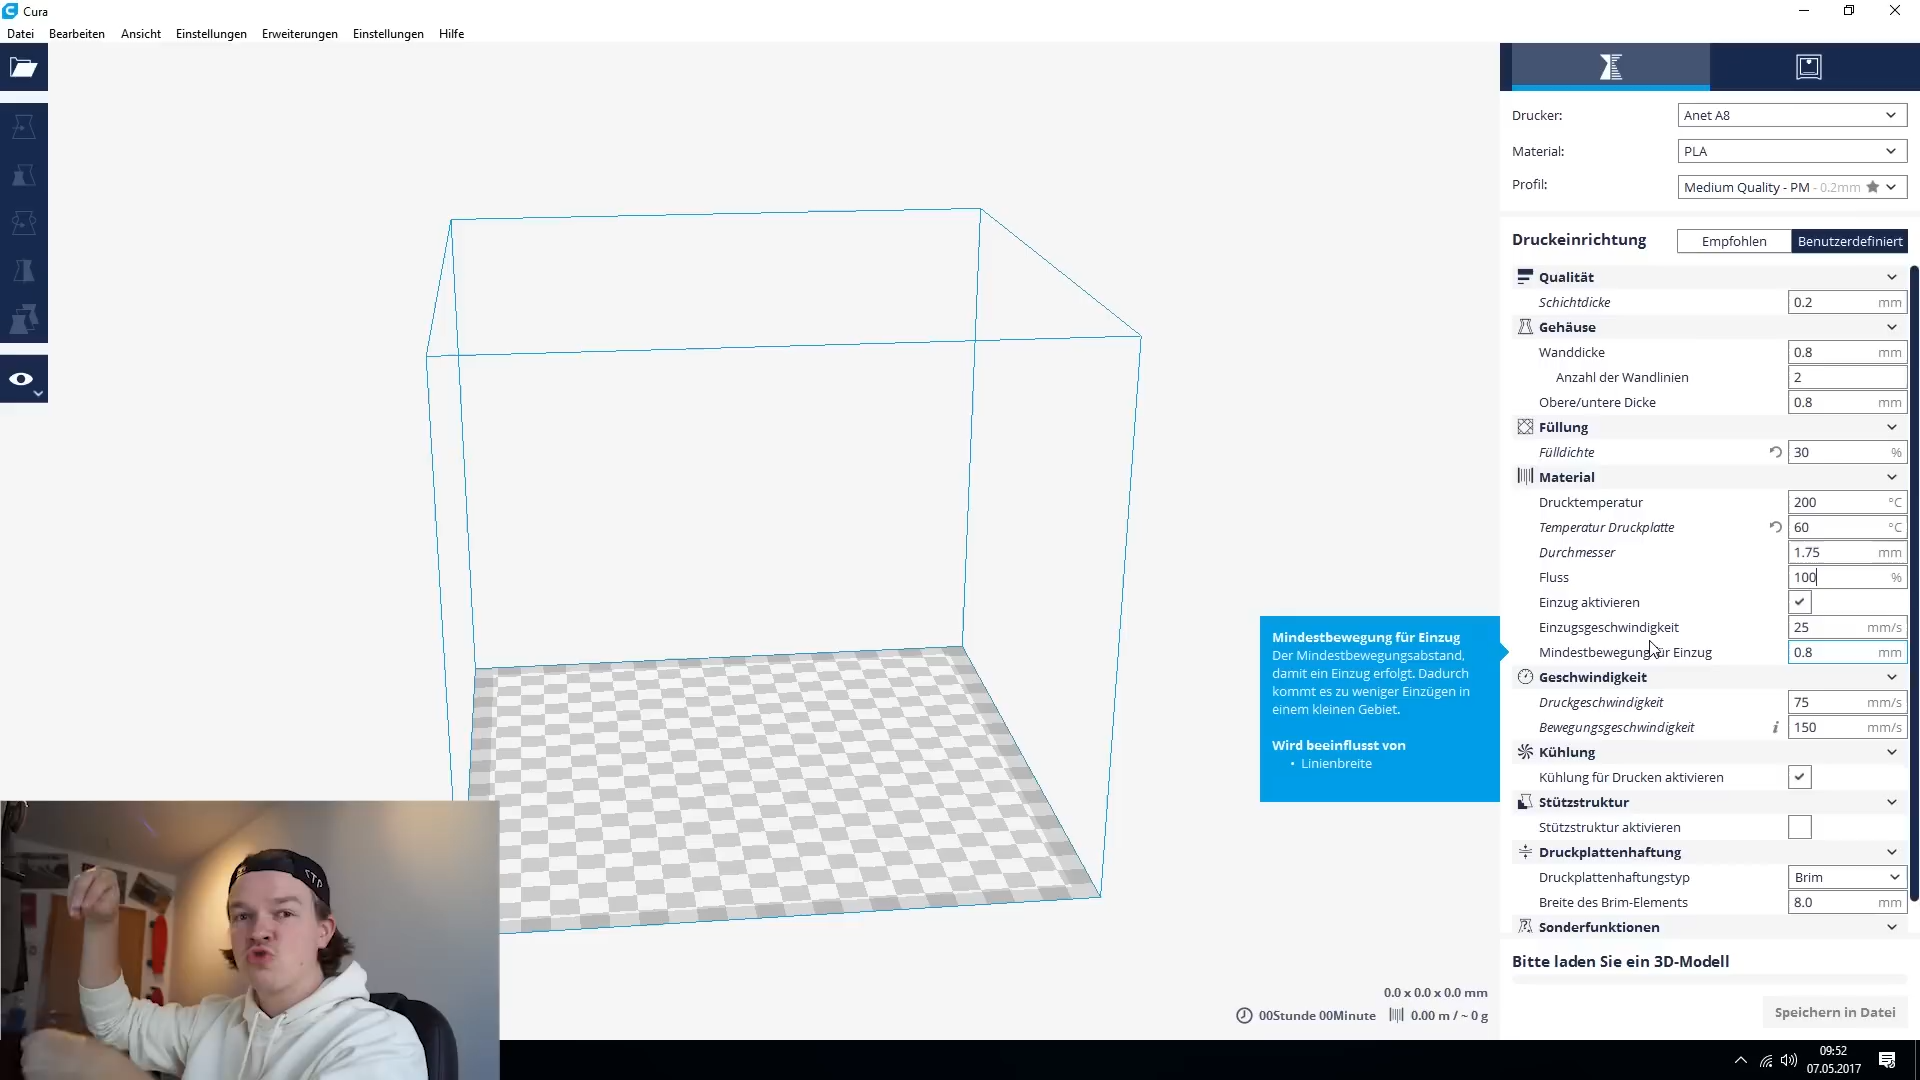 Cura
Datei Bearbeiten Ansicht Einstellungen Erweiterungen Einstellungen Hilfe
Drucker: Anet A8
Material: PLA
Profil: Medium Quality - PM - 0.2mm
Druckeinrichtung Empfohlen Benutzerdefiniert
Qualität
Schichtdicke 0.2 mm
Gehäuse
Wanddicke 0.8 mm
Anzahl der Wandlinien 2
Obere/untere Dicke 0.8 mm
Füllung
Fülldichte 30 %
Material
Drucktemperatur 200 °C
Temperatur Druckplatte 60 °C
Durchmesser 1.75 mm
Fluss 100 %
Einzug aktivieren
Einzugsgeschwindigkeit 25 mm/s
Mindestbewegung für Einzug 0.8 mm
Geschwindigkeit
Druckgeschwindigkeit 75 mm/s
Bewegungsgeschwindigkeit i 150 mm/s
Kühlung
Kühlung für Drucken aktivieren
Stützstruktur
Stützstruktur aktivieren
Druckplattenhaftung
Druckplattenhaftungstyp Brim
Breite des Brim-Elements 8.0 mm
Sonderfunktionen
Mindestbewegung für Einzug
Der Mindestbewegungsabstand,
damit ein Einzug erfolgt. Dadurch
kommt es zu weniger Einzügen in
einem kleinen Gebiet.
Wird beeinflusst von
• Linienbreite
Bitte laden Sie ein 3D-Modell
0.0 x 0.0 x 0.0 mm
00Stunde 00Minute 0.00 m / ~ 0 g
Speichern in Datei
09:52
07.05.2017